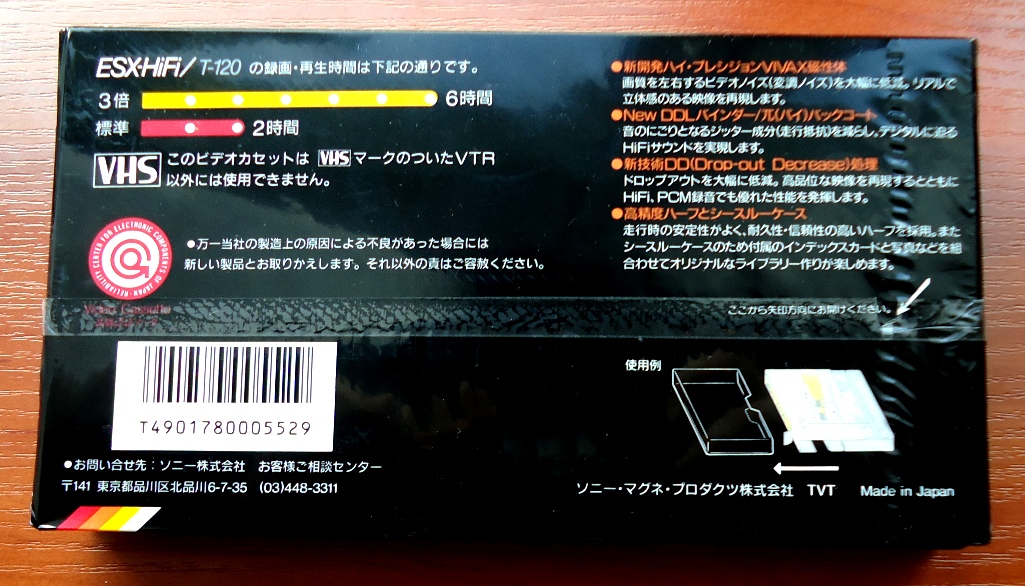 ESX·HiFi/T-120 の録画・再生時間は下記の通りです。
3倍 6時間
標準 2時間
VHS このビデオカセットは VHS マークのついたVTR
以外には使用できません。
RELIABILITY CENTER FOR ELECTRONIC COMPONENTS OF JAPAN
●万一当社の製造上の原因による不良があった場合には
新しい製品とお取りかえします。それ以外の責はご容赦ください。
Video Cassette
●新開発ハイ・プレシジョンVIVAX磁性体
画質を左右するビデオノイズ(変調ノイズ)を大幅に低減。リアルで
立体感のある映像を再現します。
●New DDLバインダー/π(パイ)バックコート
音のにごりとなるジッター成分(走行抵抗)を減らし、デジタルに迫る
HiFiサウンドを実現します。
●新技術DD(Drop-out Decrease)処理
ドロップアウトを大幅に低減。高品位な映像を再現するとともに
HiFi、PCM録音でも優れた性能を発揮します。
●高精度ハーフとシースルーケース
走行時の安定性がよく、耐久性・信頼性の高いハーフを採用。また
シースルーケースのため付属のインデックスカードと写真などを組
合わせてオリジナルなライブラリー作りが楽しめます。
ここから矢印方向にお開けください。
T4901780005529
●お問い合せ先：ソニー株式会社 お客様ご相談センター
〒141 東京都品川区北品川6-7-35 (03)448-3311
使用例
ソニー・マグネ・プロダクツ株式会社 TVT Made in Japan